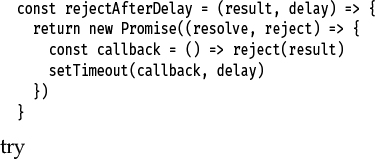 const rejectAfterDelay = (result, delay) => {
  return new Promise((resolve, reject) => {
    const callback = () => reject(result)
    setTimeout(callback, delay)
  })
}
try